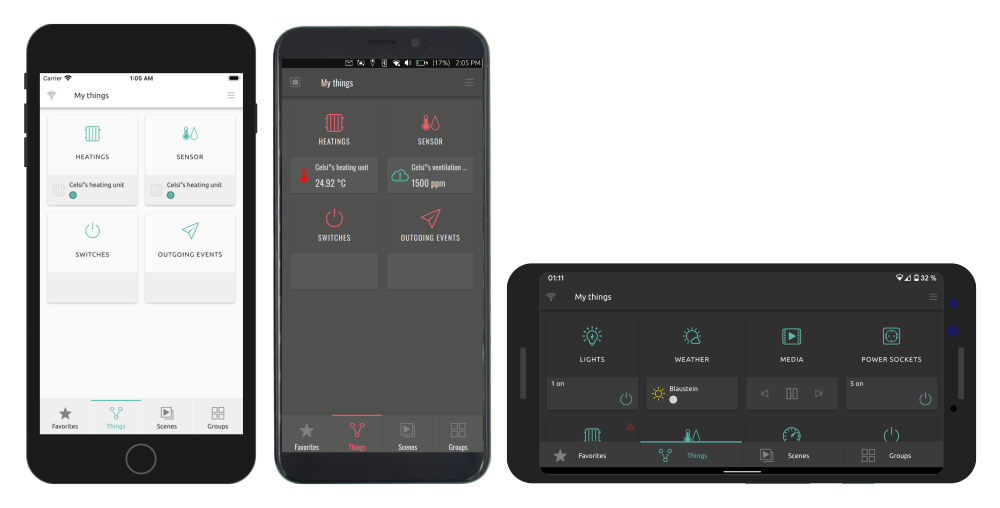 Carrier 1:05 AM
My things
HEATINGS SENSOR
Celsi"s heating unit Celsi"s heating unit
SWITCHES OUTGOING EVENTS
Favorites Things Scenes Groups
(17%) 2:05 PM
My things
HEATINGS SENSOR
Celsi"s heating unit Celsi"s ventilation ...
24.92 °C 1500 ppm
SWITCHES OUTGOING EVENTS
Favorites Things Scenes Groups
01:11 32 %
My things
LIGHTS WEATHER MEDIA POWER SOCKETS
1 on Blaustein 5 on
Favorites Things Scenes Groups